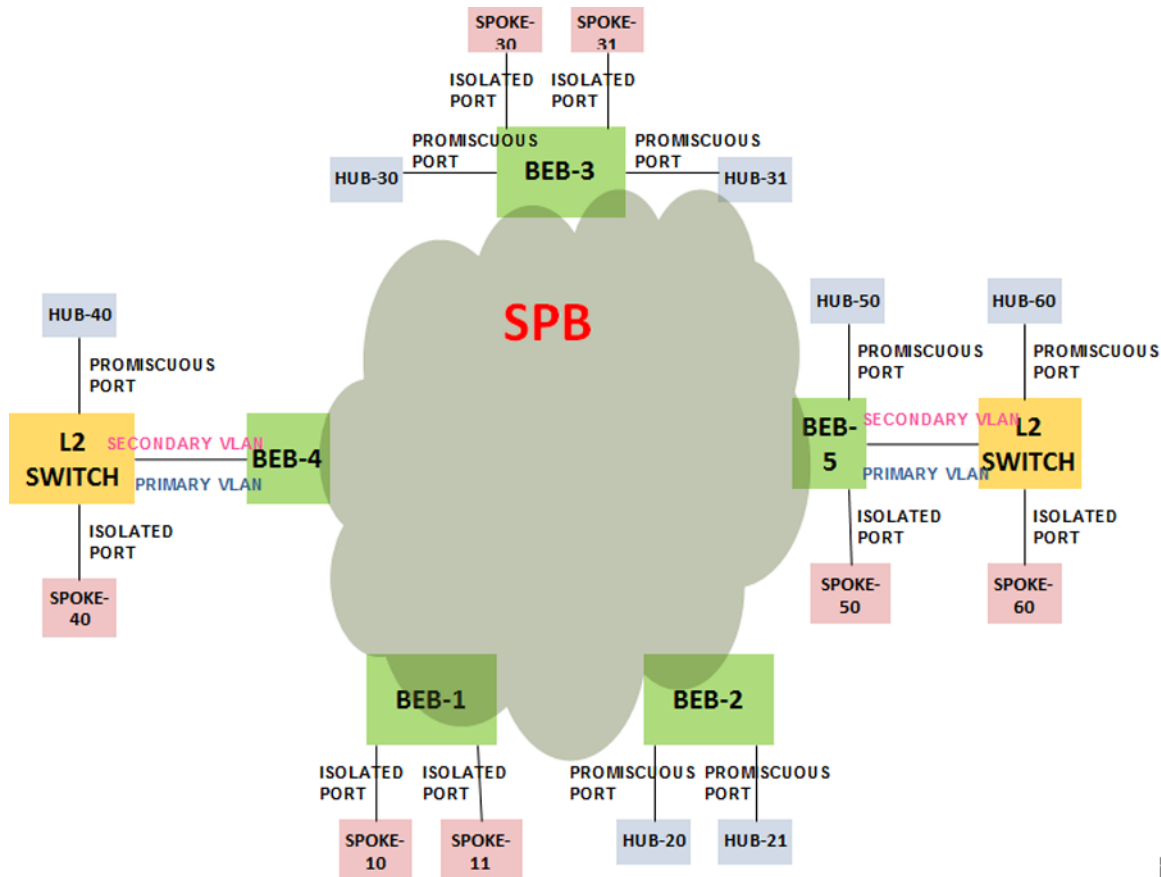 SPOKE-
30
SPOKE-
31
ISOLATED
PORT
ISOLATED
PORT
PROMISCUOUS
PORT
PROMISCUOUS
PORT
BEB-3
HUB-30
HUB-31
SPB
HUB-40
HUB-50
HUB-60
PROMISCUOUS
PORT
PROMISCUOUS
PORT
PROMISCUOUS
PORT
L2
SWITCH
SECONDARY VLAN
PRIMARY VLAN
BEB-4
BEB-
5
SECONDARY VLAN
PRIMARY VLAN
L2
SWITCH
ISOLATED
PORT
ISOLATED
PORT
ISOLATED
PORT
SPOKE-
40
SPOKE-
50
SPOKE-
60
BEB-1
BEB-2
ISOLATED
PORT
ISOLATED
PORT
PROMISCUOUS
PORT
PROMISCUOUS
PORT
SPOKE-
10
SPOKE-
11
HUB-20
HUB-21